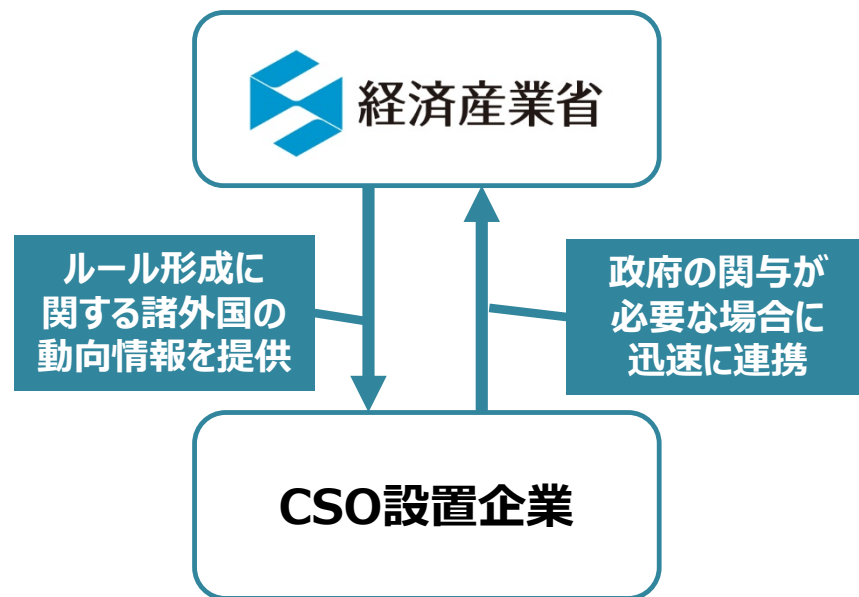 経済産業省
ルール形成に
関する諸外国の
動向情報を提供
政府の関与が
必要な場合に
迅速に連携
CSO設置企業